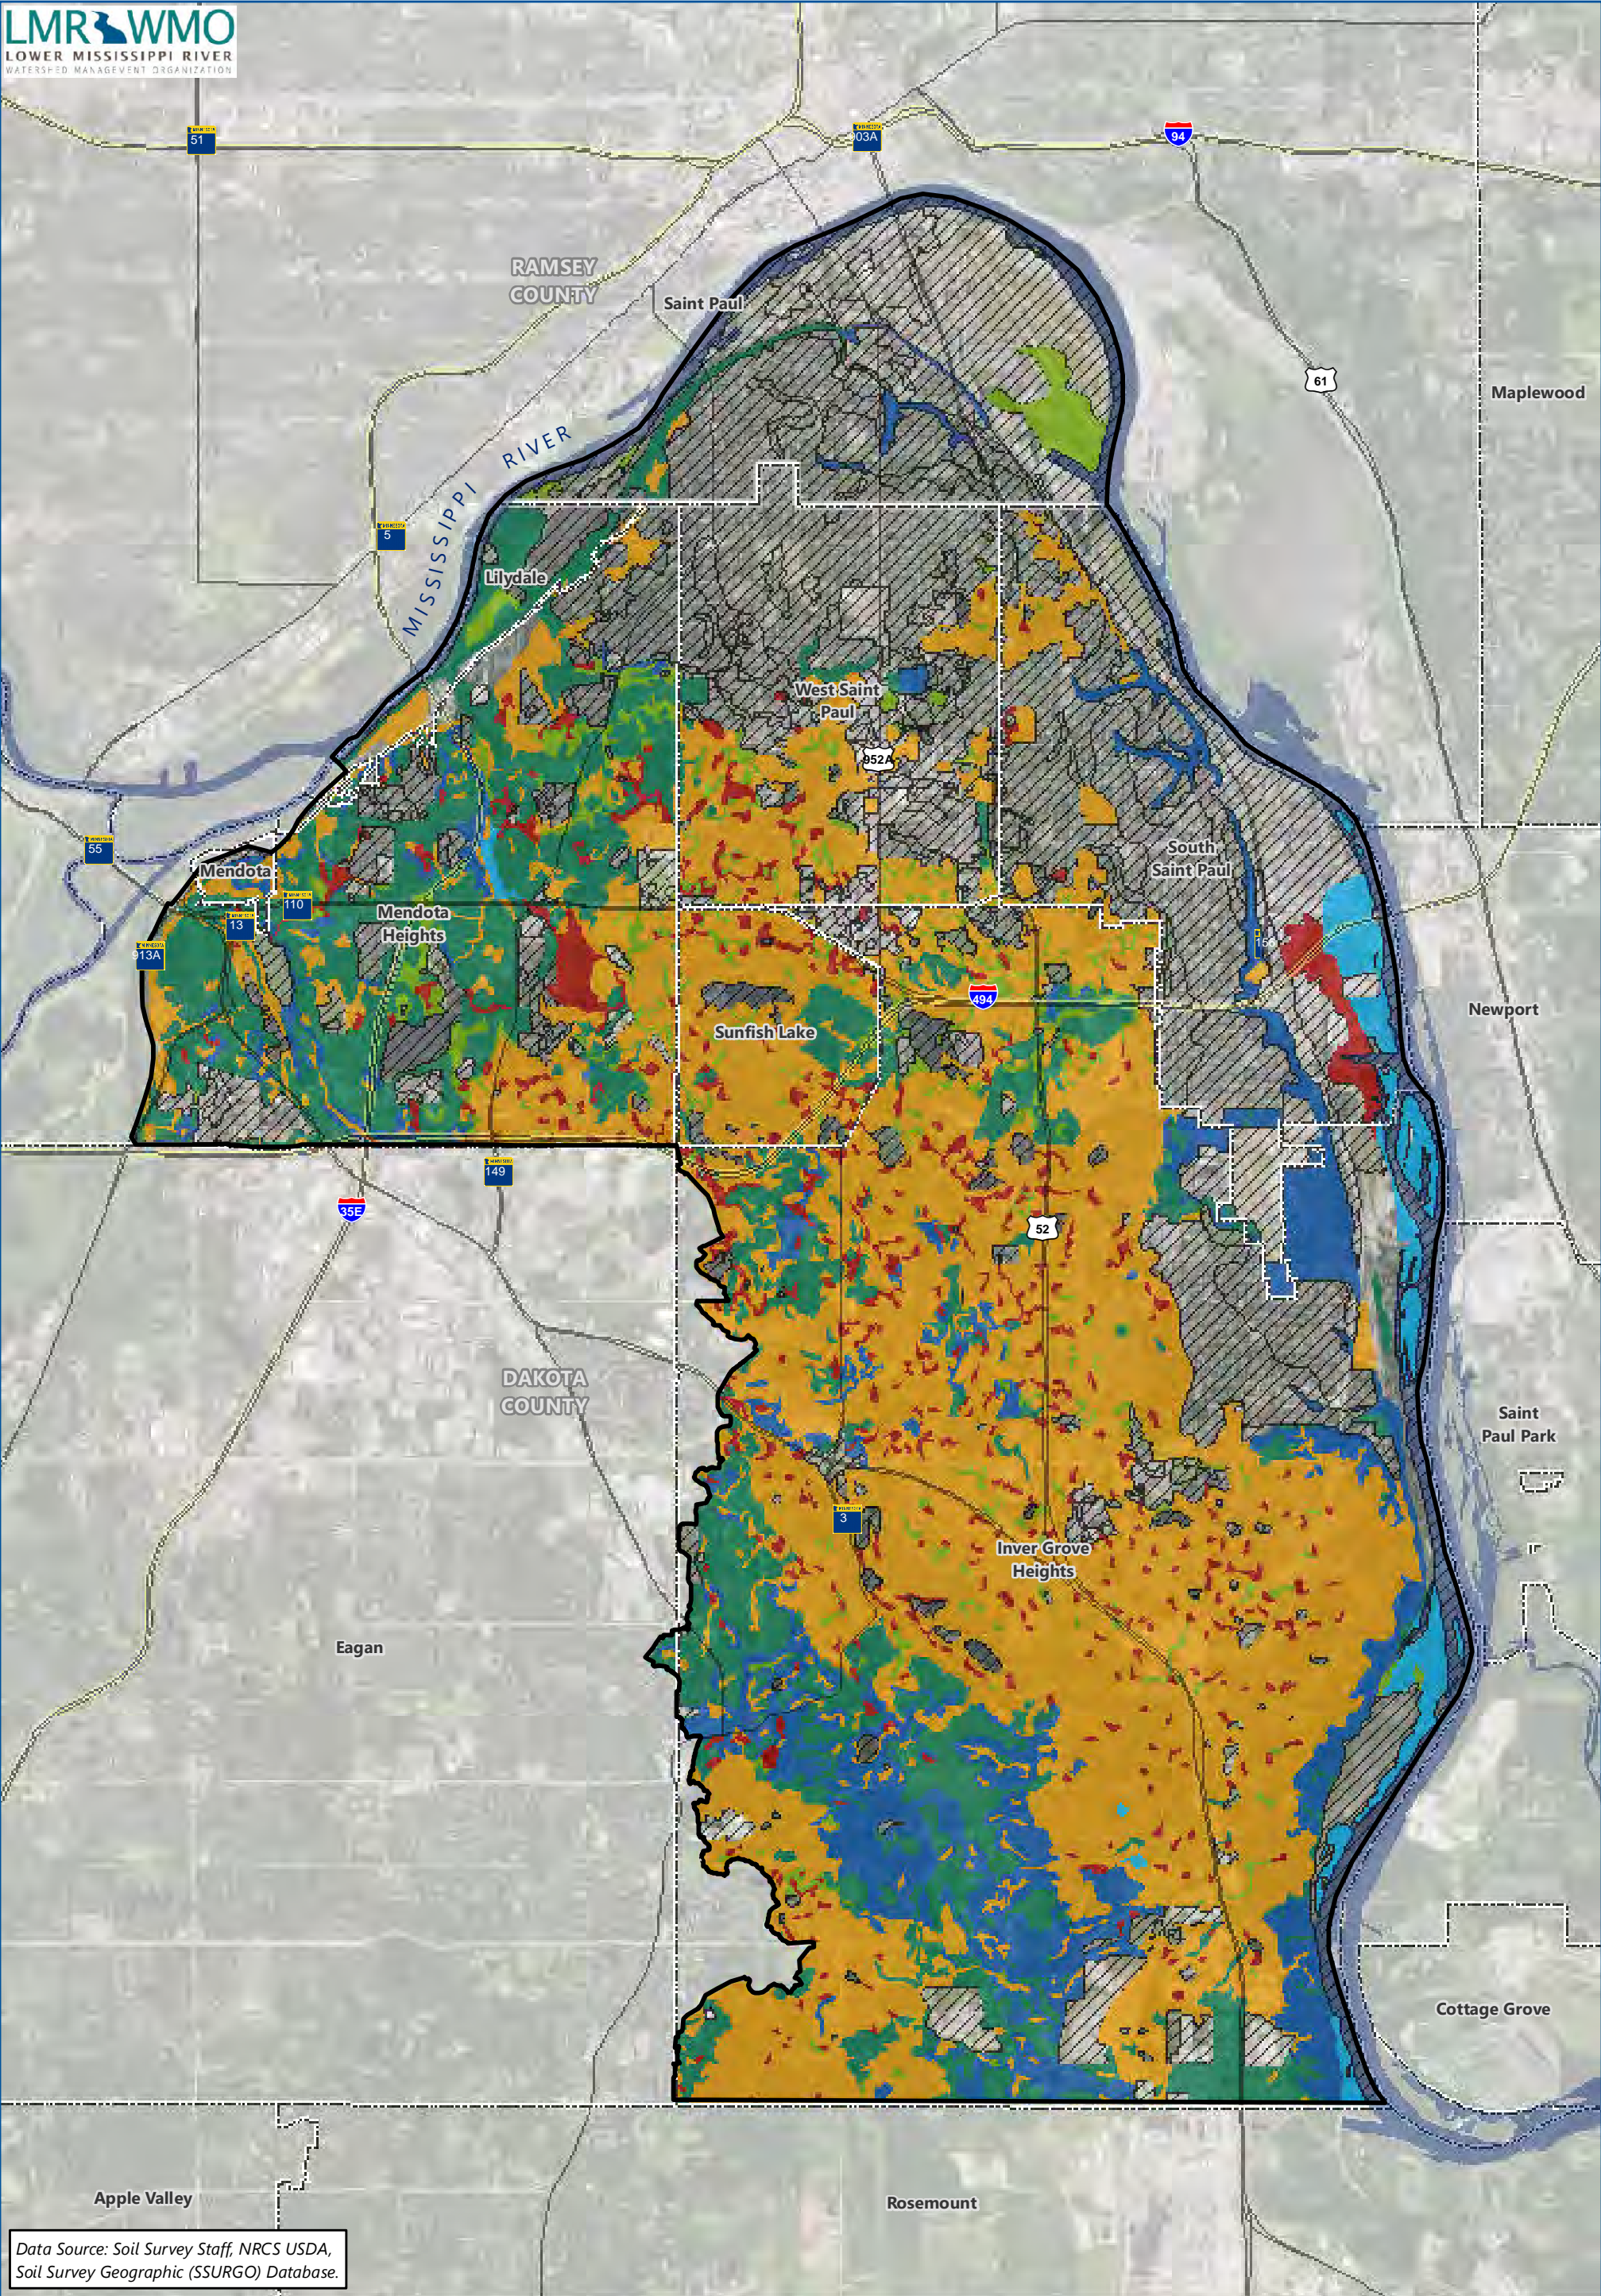 LMR WMO
LOWER MISSISSIPPI RIVER
WATERSHED MANAGEMENT ORGANIZATION
51
03A
94
RAMSEY
COUNTY
Saint Paul
61
Maplewood
MISSISSIPPI RIVER
5
Lilydale
West Saint
Paul
952A
55
Mendota
South
Saint Paul
110
13
Mendota
Heights
913A
156
494
Newport
Sunfish Lake
149
35E
52
DAKOTA
COUNTY
Saint
Paul Park
3
Inver Grove
Heights
Eagan
Cottage Grove
Apple Valley
Rosemount
Data Source: Soil Survey Staff, NRCS USDA,
Soil Survey Geographic (SSURGO) Database.